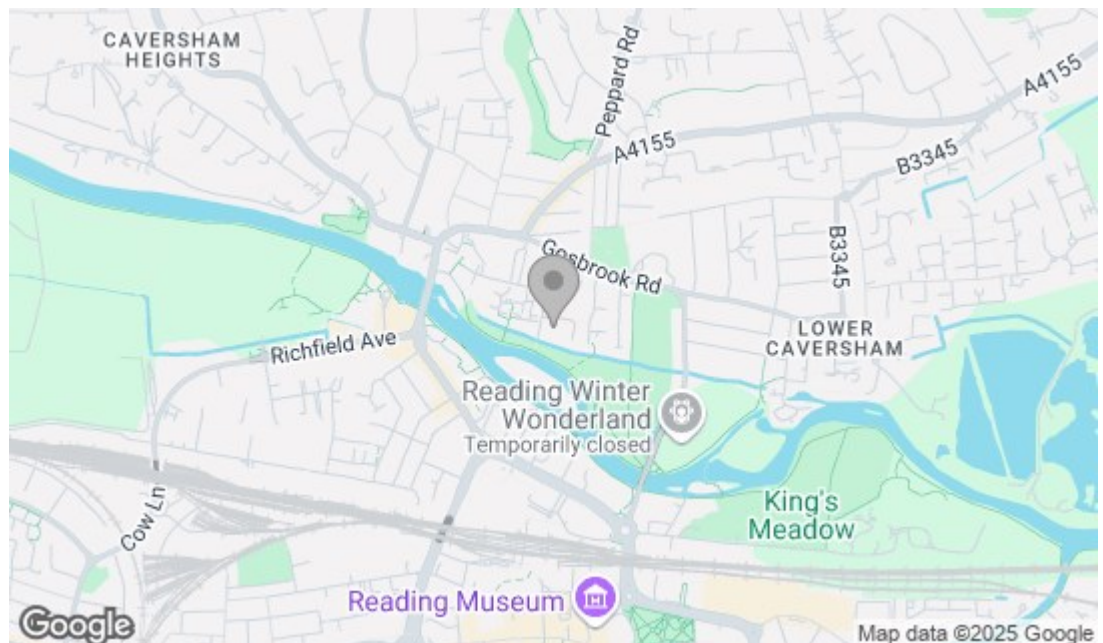 CAVERSHAM
HEIGHTS
Peppard Rd
A4155
A4155
B3345
B3345
Gosbrook Rd
Richfield Ave
LOWER
CAVERSHAM
Reading Winter
Wonderland
Temporarily closed
Cow Ln
King's
Meadow
Reading Museum
Google
Map data ©2025 Google